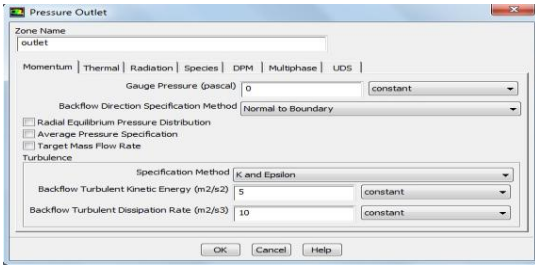 Pressure Outlet
Zone Name
outlet
Momentum Thermal Radiation Species DPM Multiphase UDS
Gauge Pressure (pascal) 0 constant
Backflow Direction Specification Method Normal to Boundary
Radial Equilibrium Pressure Distribution
Average Pressure Specification
Target Mass Flow Rate
Turbulence
Specification Method K and Epsilon
Backflow Turbulent Kinetic Energy (m2/s2) 5 constant
Backflow Turbulent Dissipation Rate (m2/s3) 10 constant
OK Cancel Help